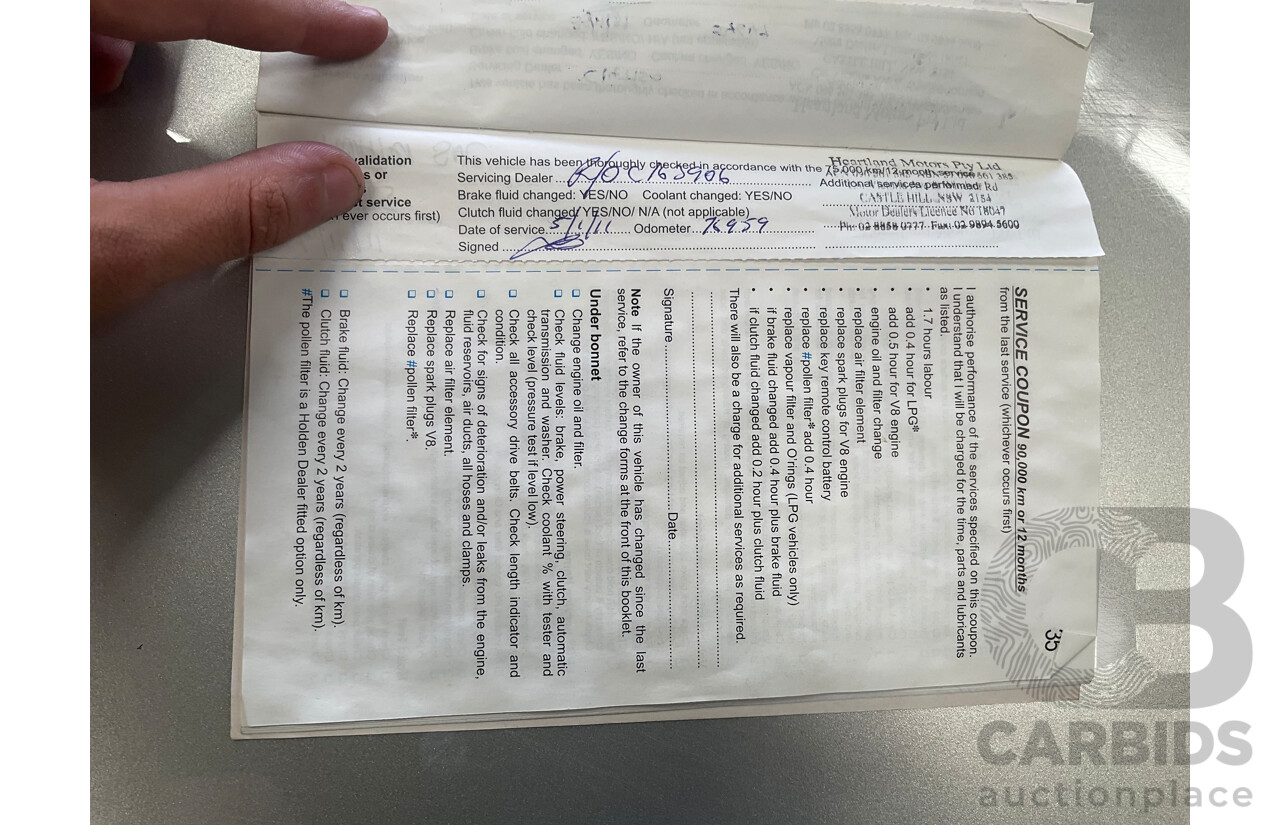 validation
s or
t service
ever occurs first)
This vehicle has been thoroughly checked in accordance with the 75,000 km/12 month service
Servicing Dealer R/O C165906
Brake fluid changed: YES/NO Coolant changed: YES/NO
Clutch fluid changed/YES/NO/ N/A (not applicable)
Date of service 5/1/11 Odometer 76959
Signed
Heartland Motors Pty Ltd
Additional services performed: Rd
CASTLE HILL NSW 2154
Motor Dealers Licence No 18047
Ph: 02 8858 0777 Fax: 02 9894 5600
35
SERVICE COUPON 90,000 km or 12 months
from the last service (whichever occurs first)
I authorise performance of the services specified on this coupon.
I understand that I will be charged for the time, parts and lubricants
as listed.
• 1.7 hours labour
• add 0.4 hour for LPG*
• add 0.5 hour for V8 engine
• engine oil and filter change
• replace air filter element
• replace spark plugs for V8 engine
• replace key remote control battery
• replace #pollen filter* add 0.4 hour
• replace vapour filter and O'rings (LPG vehicles only)
• if brake fluid changed add 0.4 hour plus brake fluid
• if clutch fluid changed add 0.2 hour plus clutch fluid
There will also be a charge for additional services as required.
Signature Date
Note If the owner of this vehicle has changed since the last
service, refer to the change forms at the front of this booklet.
Under bonnet
❏ Change engine oil and filter.
❏ Check fluid levels: brake, power steering, clutch, automatic
transmission and washer. Check coolant % with tester and
check level (pressure test if level low).
❏ Check all accessory drive belts. Check length indicator and
condition.
❏ Check for signs of deterioration and/or leaks from the engine,
fluid reservoirs, air ducts, all hoses and clamps.
❏ Replace air filter element.
❏ Replace spark plugs V8.
❏ Replace #pollen filter*.
❏ Brake fluid: Change every 2 years (regardless of km).
❏ Clutch fluid: Change every 2 years (regardless of km).
#The pollen filter is a Holden Dealer fitted option only.
CARBIDS
auctionplace